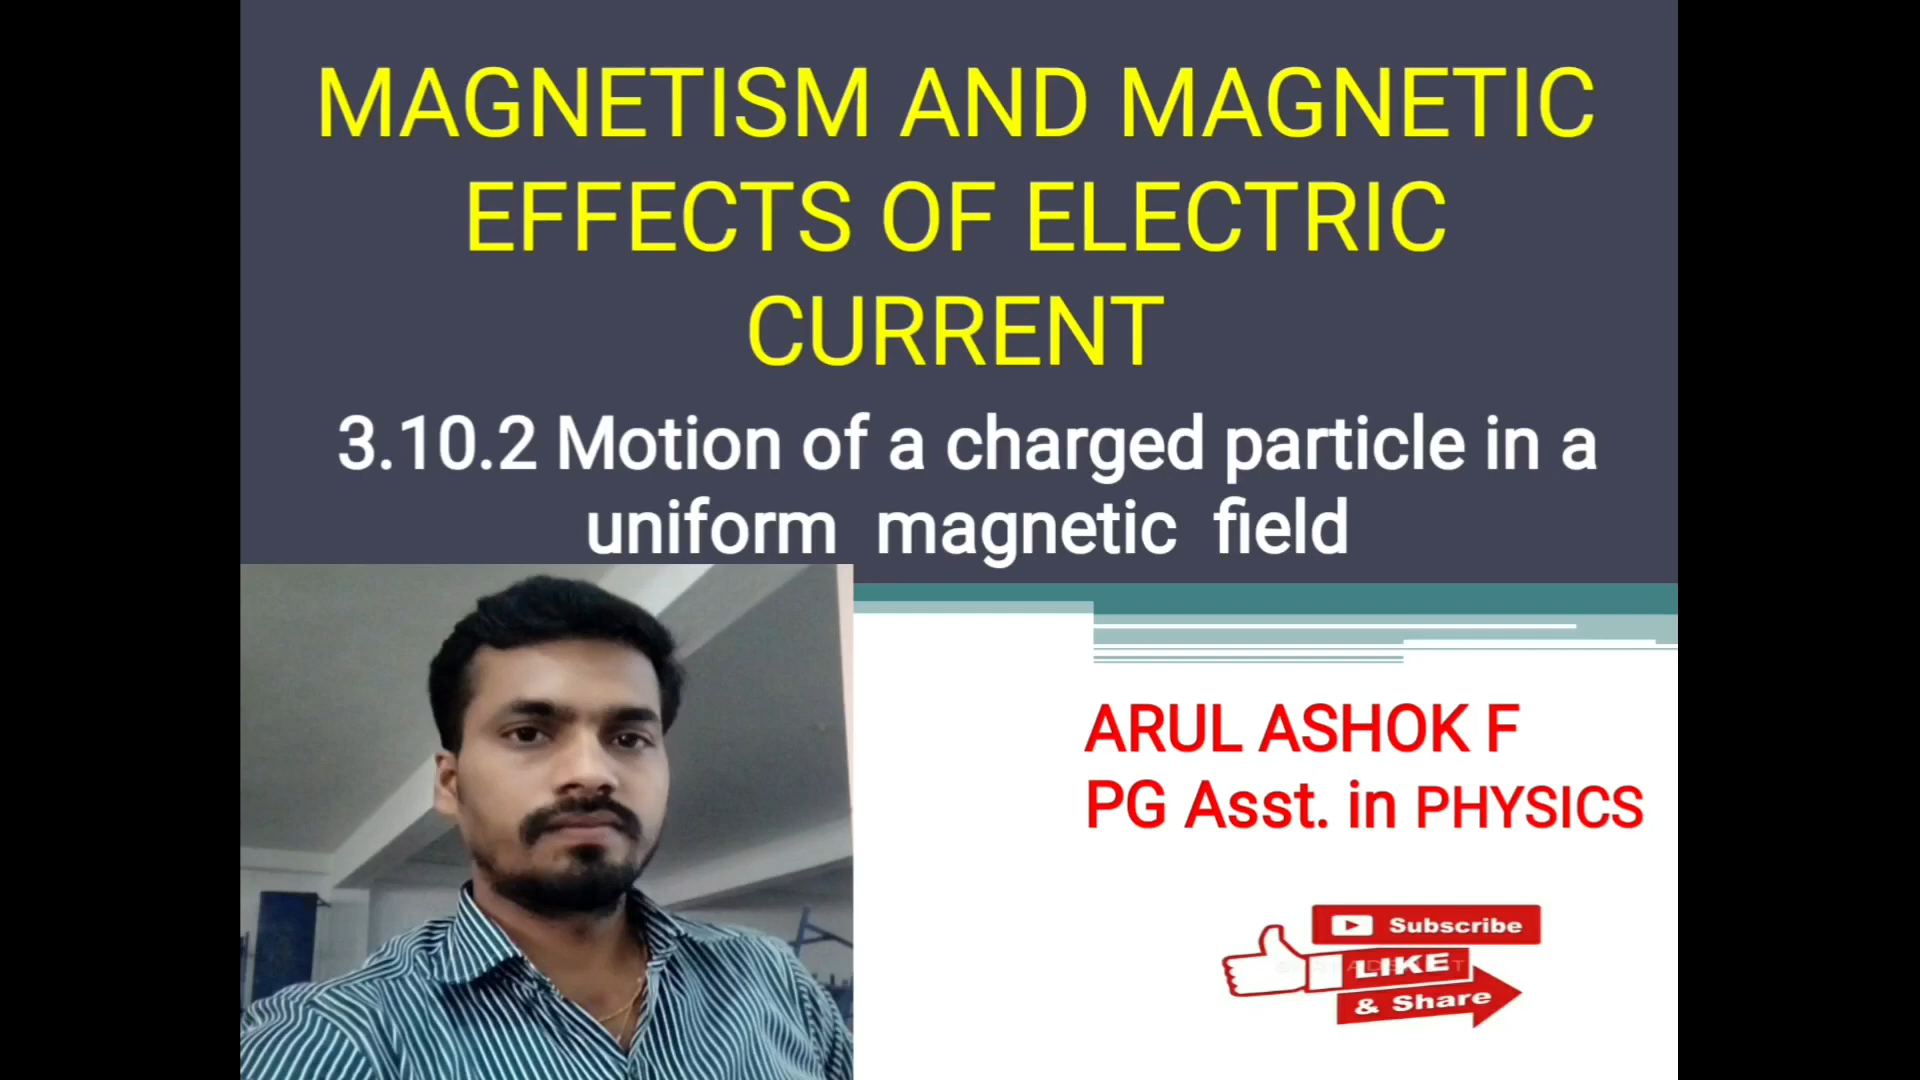 MAGNETISM AND MAGNETIC
EFFECTS OF ELECTRIC
CURRENT
3.10.2 Motion of a charged particle in a
uniform magnetic field
ARUL ASHOK F
PG Asst. in PHYSICS
Subscribe
LIKE
& Share